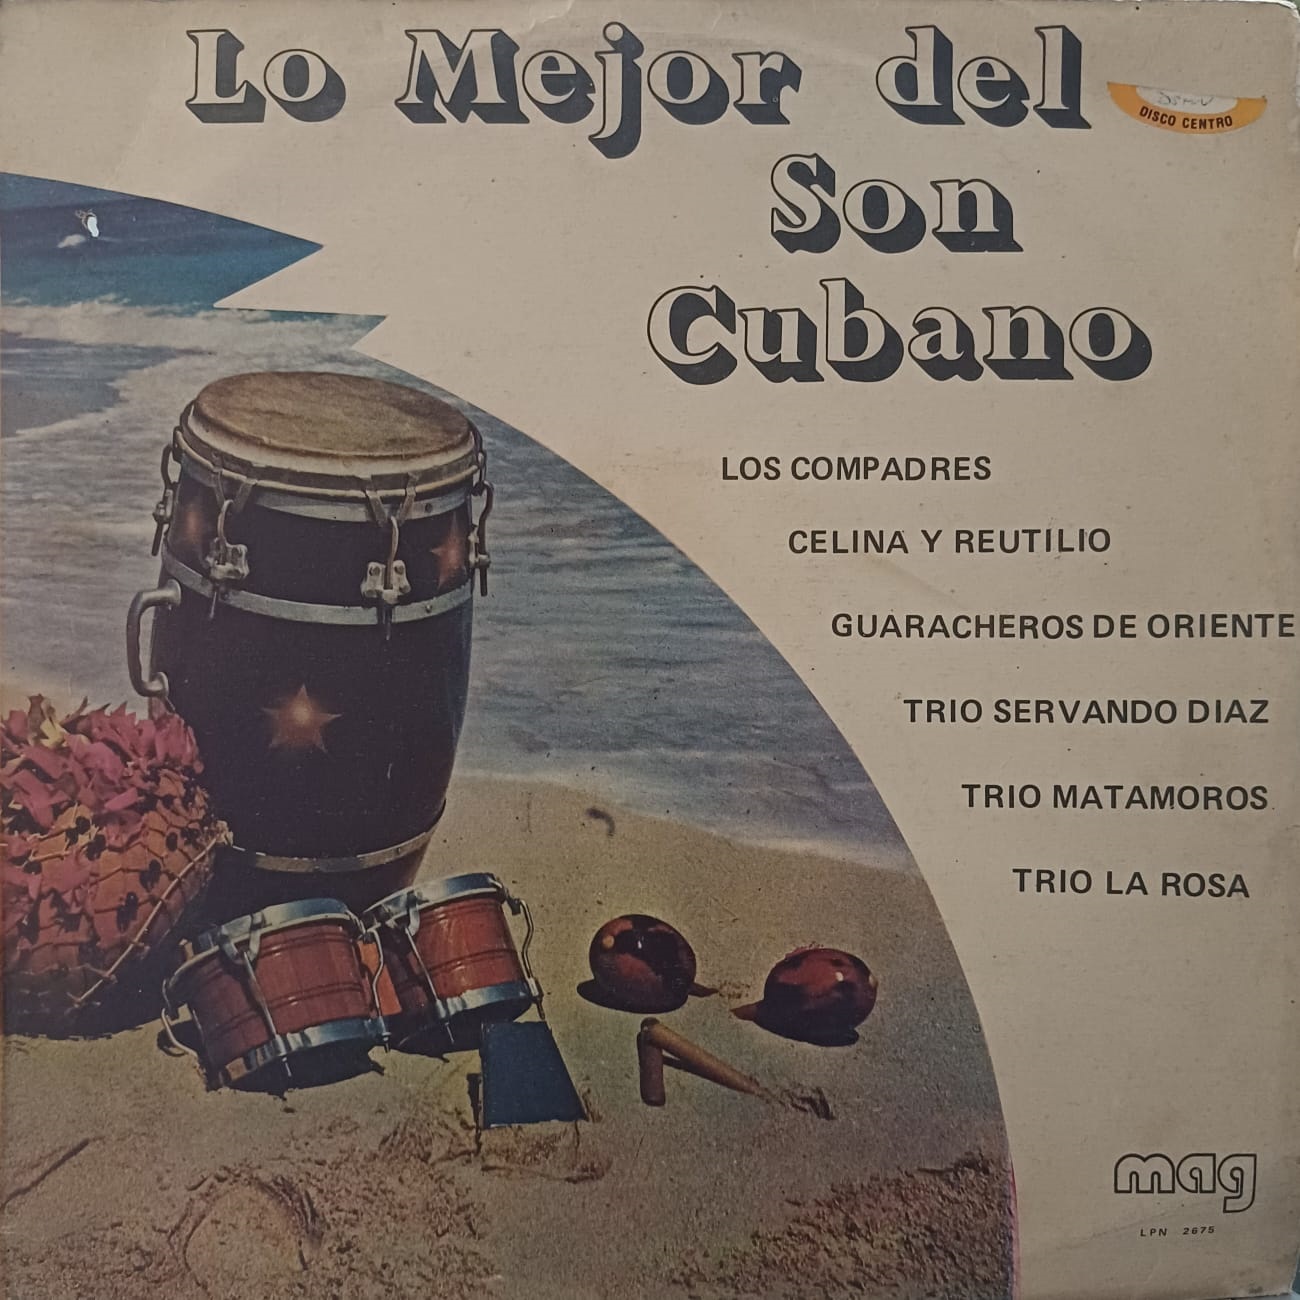 Lo Mejor del
DISCO CENTRO
Son
Cubano
LOS COMPADRES
CELINA Y REUTILIO
GUARACHEROS DE ORIENTE
TRIO SERVANDO DIAZ
TRIO MATAMOROS
TRIO LA ROSA
mag
LPN 2675